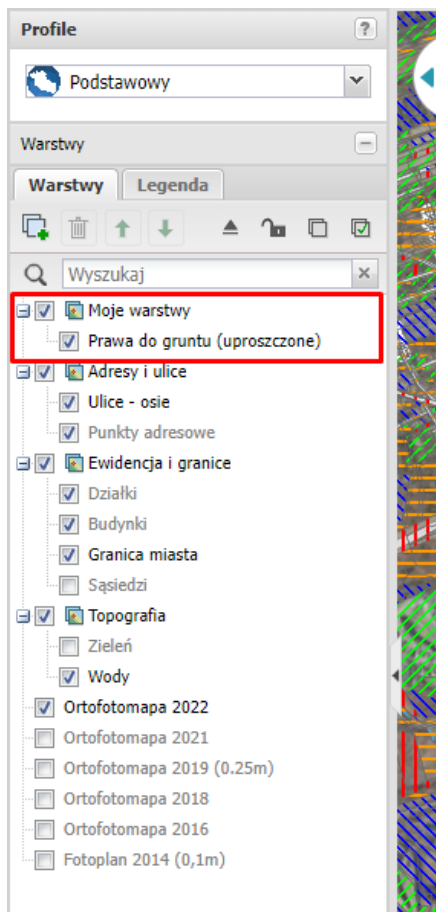 Profile
?
Podstawowy
Warstwy
Warstwy Legenda
Wyszukaj
Moje warstwy
Prawa do gruntu (uproszczone)
Adresy i ulice
Ulice - osie
Punkty adresowe
Ewidencja i granice
Działki
Budynki
Granica miasta
Sąsiedzi
Topografia
Zieleń
Wody
Ortofotomapa 2022
Ortofotomapa 2021
Ortofotomapa 2019 (0.25m)
Ortofotomapa 2018
Ortofotomapa 2016
Fotoplan 2014 (0,1m)